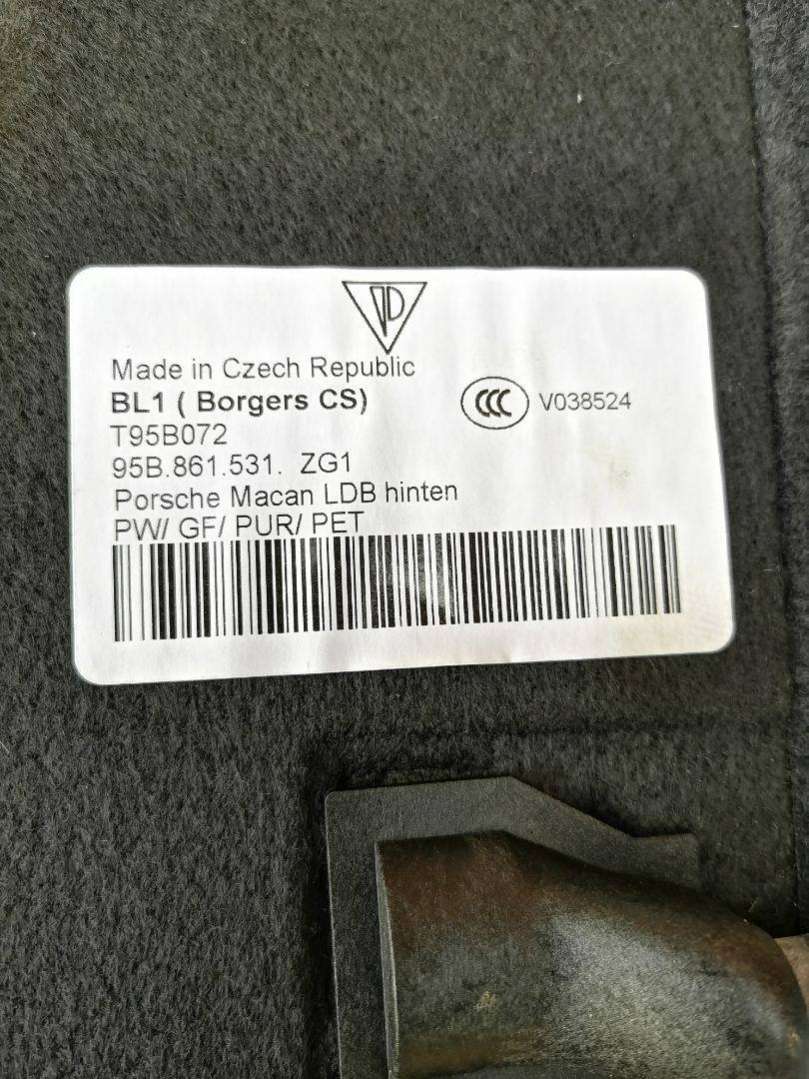 Made in Czech Republic
BL1 ( Borgers CS)
CCC V038524
T95B072
95B.861.531. ZG1
Porsche Macan LDB hinten
PW/ GF/ PUR/ PET